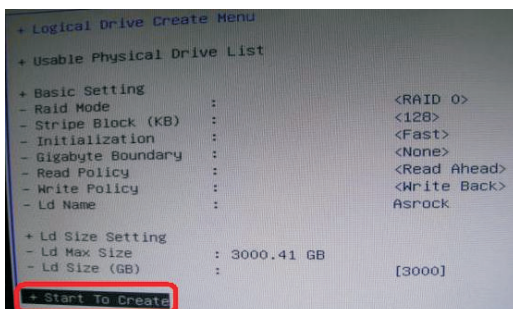 + Logical Drive Create Menu
+ Usable Physical Drive List
+ Basic Setting
- Raid Mode : <RAID 0>
- Stripe Block (KB) : <128>
- Initialization : <Fast>
- Gigabyte Boundary : <None>
- Read Policy : <Read Ahead>
- Write Policy : <Write Back>
- Ld Name : Asrock
+ Ld Size Setting
- Ld Max Size : 3000.41 GB
- Ld Size (GB) : [3000]
+ Start To Create